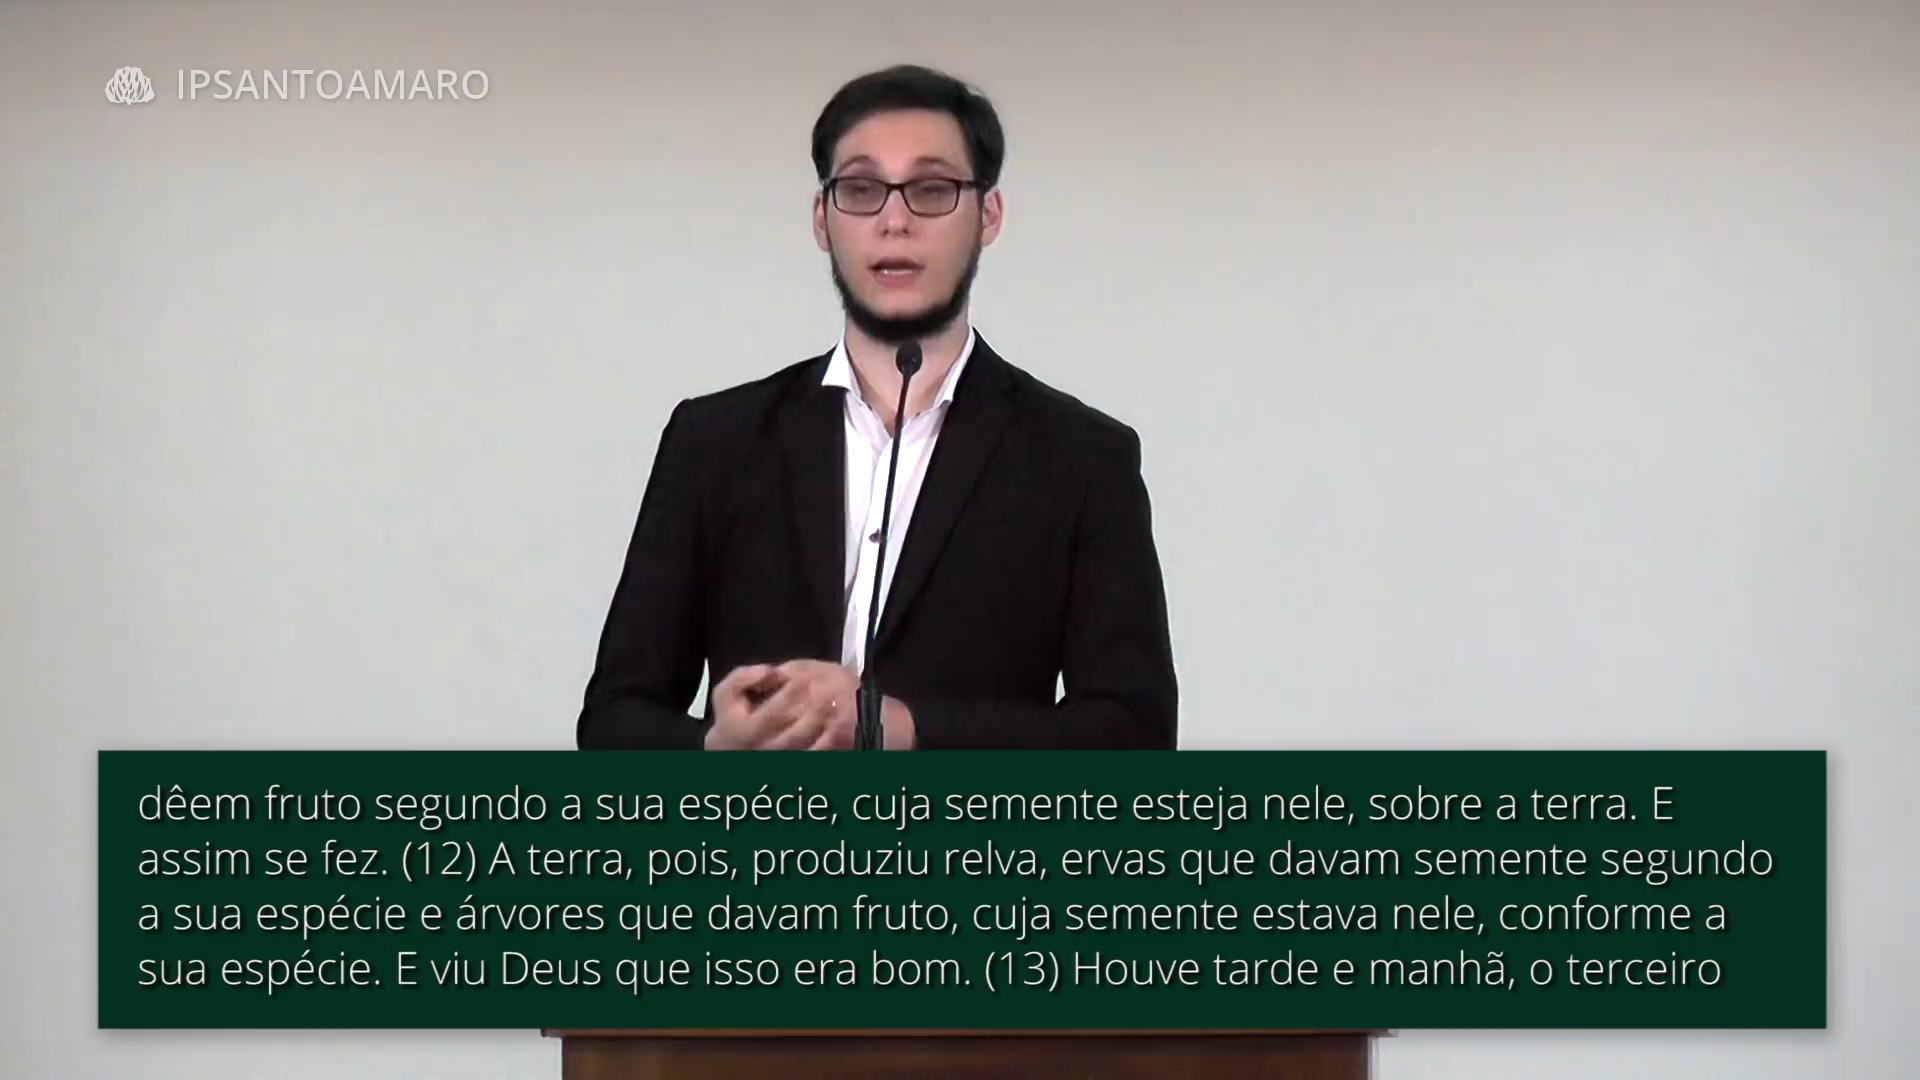 IPSANTOAMARO
dêem fruto segundo a sua espécie, cuja semente esteja nele, sobre a terra. E
assim se fez. (12) A terra, pois, produziu relva, ervas que davam semente segundo
a sua espécie e árvores que davam fruto, cuja semente estava nele, conforme a
sua espécie. E viu Deus que isso era bom. (13) Houve tarde e manhã, o terceiro